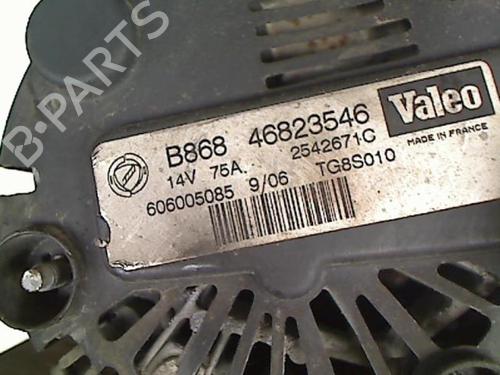 B-PARTS
B868 46823546
Valeo
14V 75A. 2542671C
MADE IN FRANCE
606005085 9/06 TG8S010